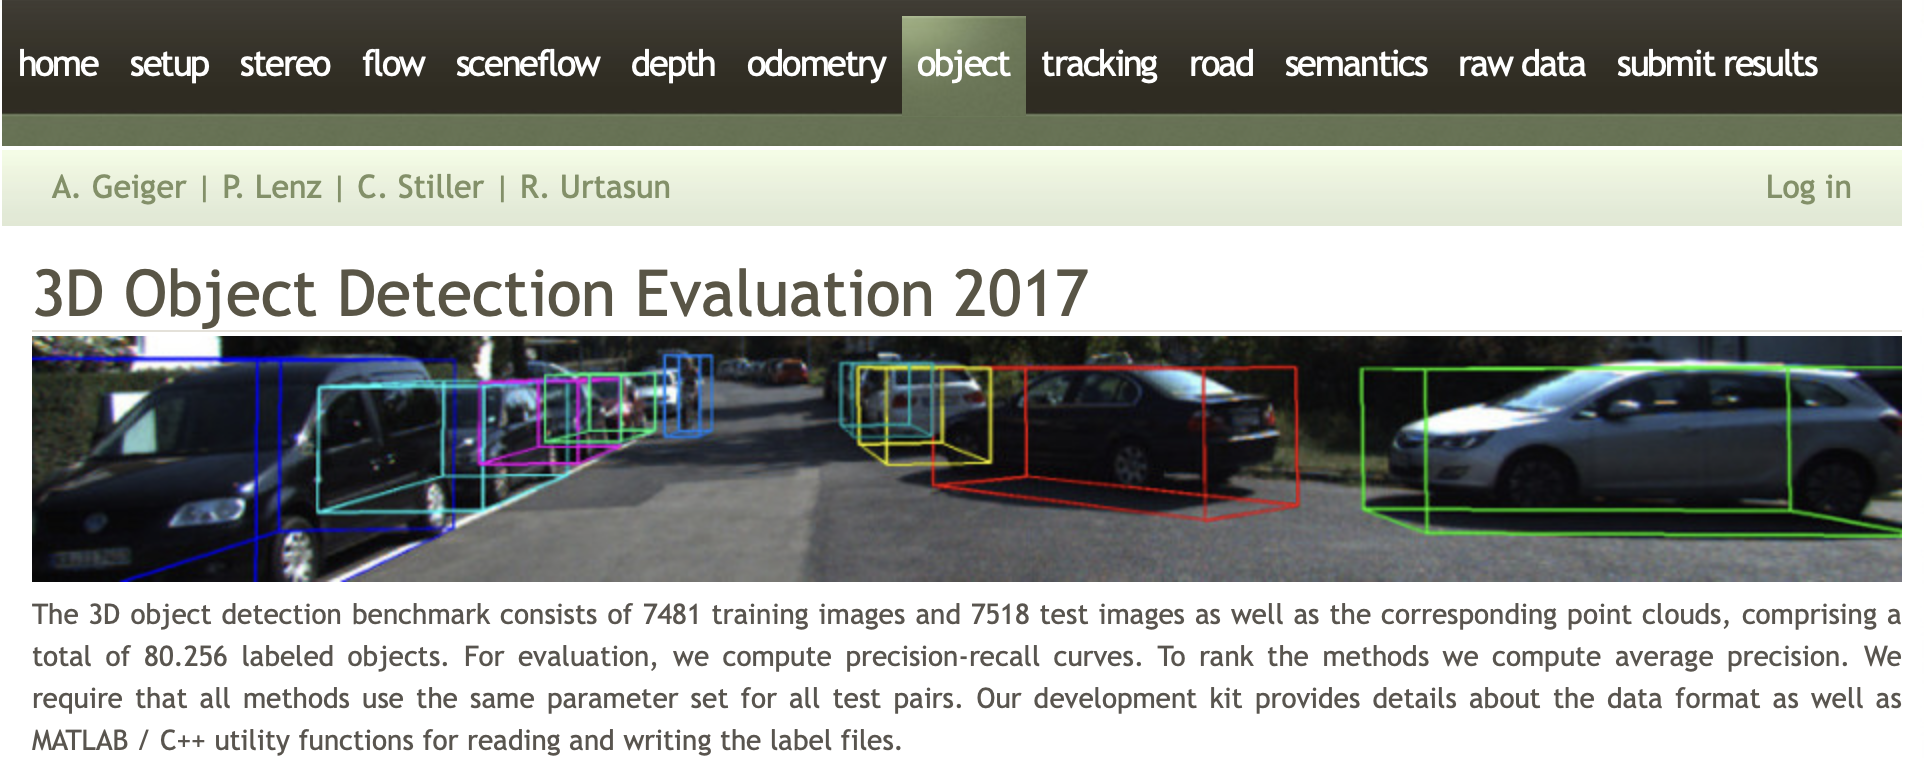 home setup stereo flow sceneflow depth odometry object tracking road semantics raw data submit results
A. Geiger | P. Lenz | C. Stiller | R. Urtasun Log in
3D Object Detection Evaluation 2017
The 3D object detection benchmark consists of 7481 training images and 7518 test images as well as the corresponding point clouds, comprising a
total of 80.256 labeled objects. For evaluation, we compute precision-recall curves. To rank the methods we compute average precision. We
require that all methods use the same parameter set for all test pairs. Our development kit provides details about the data format as well as
MATLAB / C++ utility functions for reading and writing the label files.